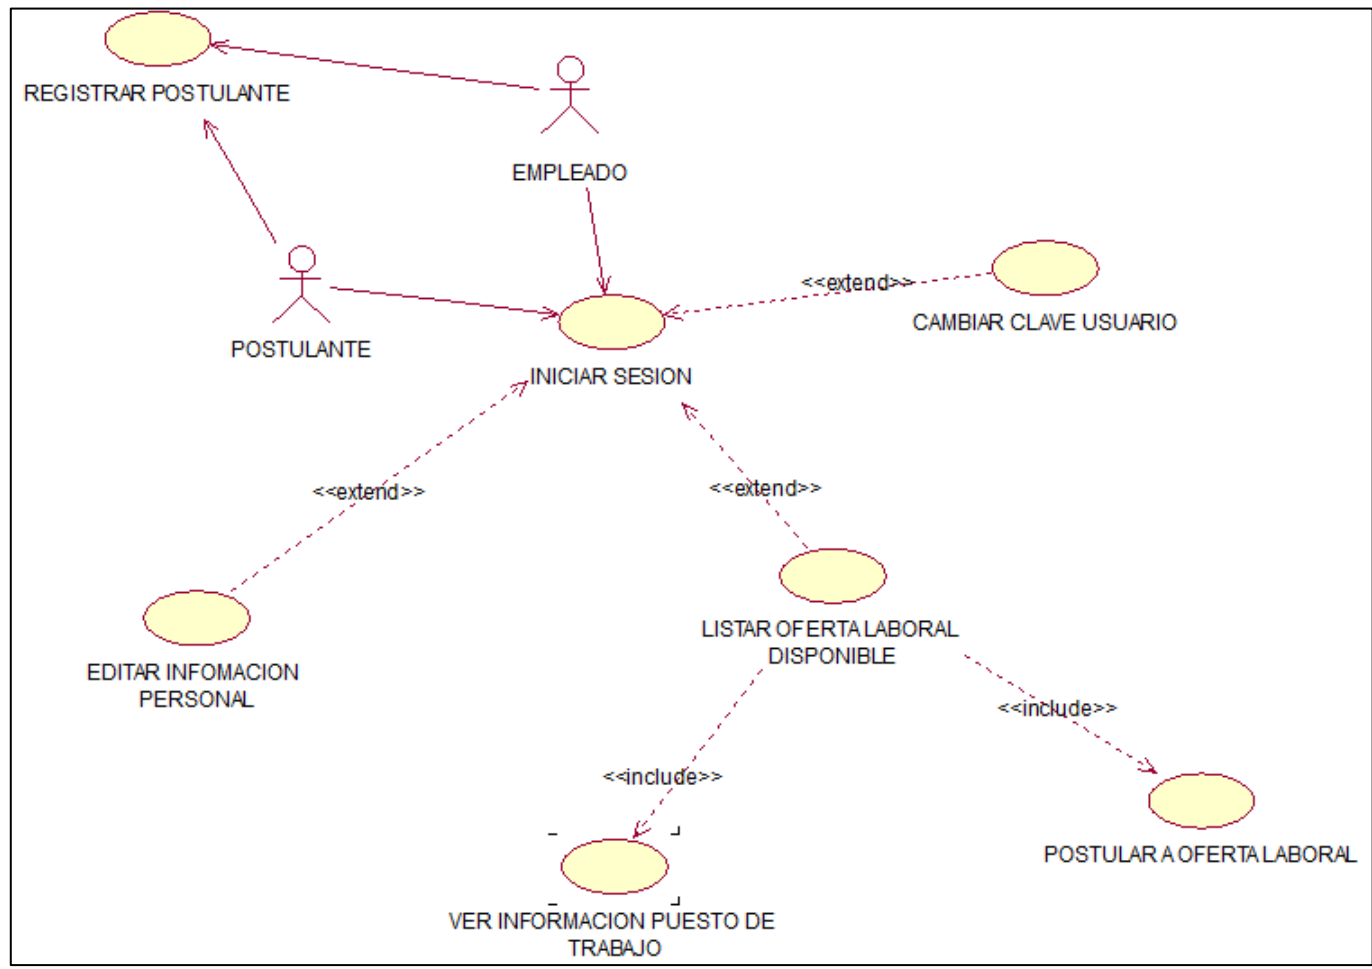 REGISTRAR POSTULANTE
EMPLEADO
POSTULANTE
<<extend>>
CAMBIAR CLAVE USUARIO
INICIAR SESION
<<extend>>
<<extend>>
EDITAR INFOMACION
PERSONAL
LISTAR OFERTA LABORAL
DISPONIBLE
<<include>>
<<include>>
POSTULAR A OFERTA LABORAL
VER INFORMACION PUESTO DE
TRABAJO